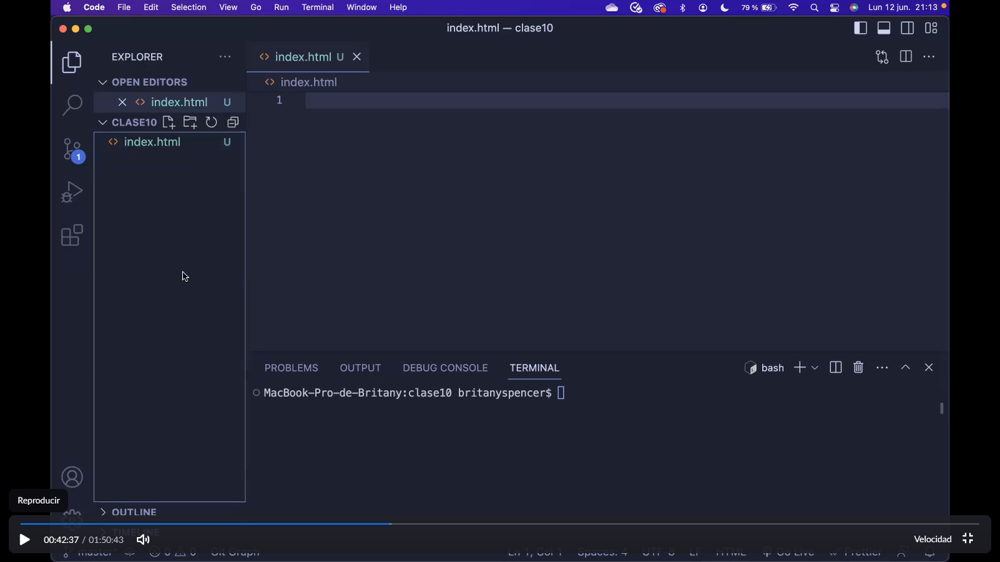 Code File Edit Selection View Go Run Terminal Window Help 79 % Lun 12 jun. 21:13
index.html — clase10
EXPLORER
index.html U
OPEN EDITORS
index.html
index.html U
1
CLASE10
index.html U
1
PROBLEMS OUTPUT DEBUG CONSOLE TERMINAL bash
MacBook-Pro-de-Britany:clase10 britanyspencer$
Reproducir
OUTLINE
TIMELINE
00:42:37 / 01:50:43 Velocidad
master* 0 0 Git Graph Ln 1, Col 1 Spaces: 4 UTF-8 LF HTML Go Live Prettier